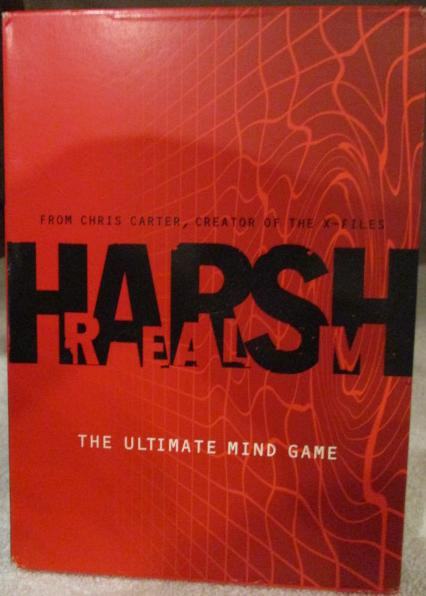 FROM CHRIS CARTER, CREATOR OF THE X-FILES
HARSH
REALM
THE ULTIMATE MIND GAME